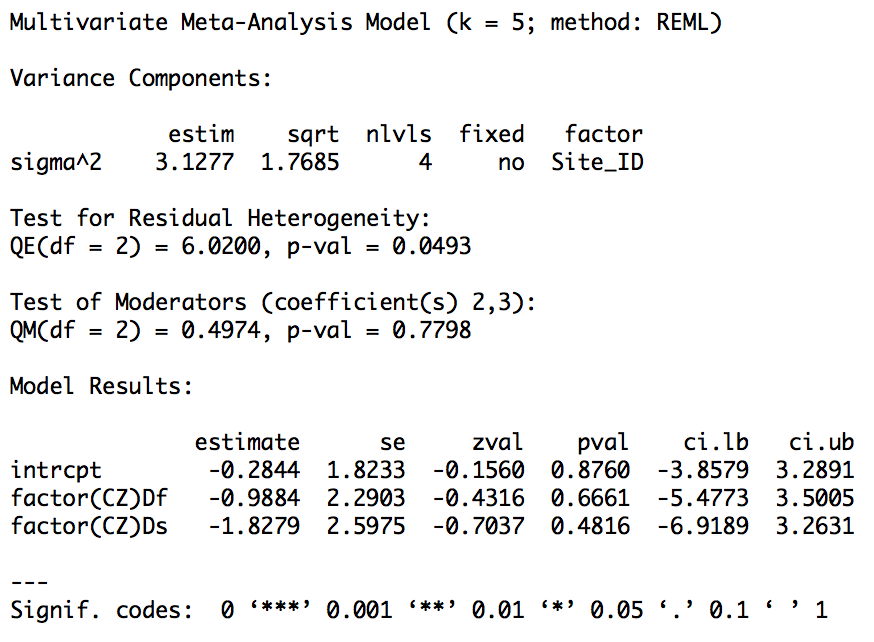 Multivariate Meta-Analysis Model (k = 5; method: REML)
Variance Components:
estim sqrt nlvls fixed factor
sigma^2 3.1277 1.7685 4 no Site_ID
Test for Residual Heterogeneity:
QE(df = 2) = 6.0200, p-val = 0.0493
Test of Moderators (coefficient(s) 2,3):
QM(df = 2) = 0.4974, p-val = 0.7798
Model Results:
estimate se zval pval ci.lb ci.ub
intrcpt -0.2844 1.8233 -0.1560 0.8760 -3.8579 3.2891
factor(CZ)Df -0.9884 2.2903 -0.4316 0.6661 -5.4773 3.5005
factor(CZ)Ds -1.8279 2.5975 -0.7037 0.4816 -6.9189 3.2631
---
Signif. codes: 0 ‘***’ 0.001 ‘**’ 0.01 ‘*’ 0.05 ‘.’ 0.1 ‘ ’ 1